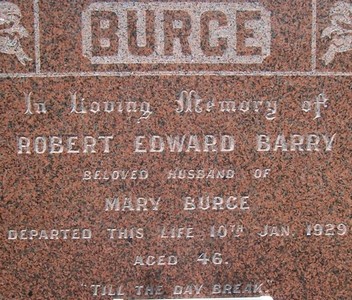 BURGE
In Loving Memory of
ROBERT EDWARD BARRY
BELOVED HUSBAND OF
MARY BURGE
DEPARTED THIS LIFE 10TH JAN. 1929
AGED 46.
"TILL THE DAY BREAK"